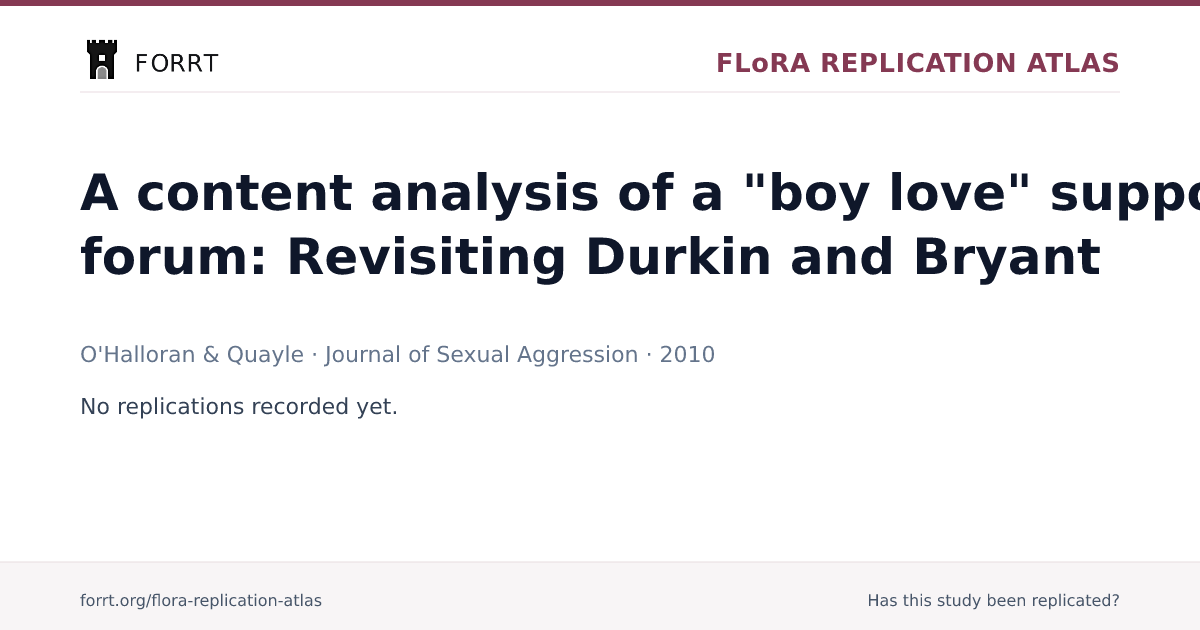 FORRT
FLoRA REPLICATION ATLAS
A content analysis of a "boy love"
forum: Revisiting Durkin and Bryant
O'Halloran & Quayle · Journal of Sexual Aggression · 2010
No replications recorded yet.
forrt.org/flora-replication-atlas
Has this study been replicated?